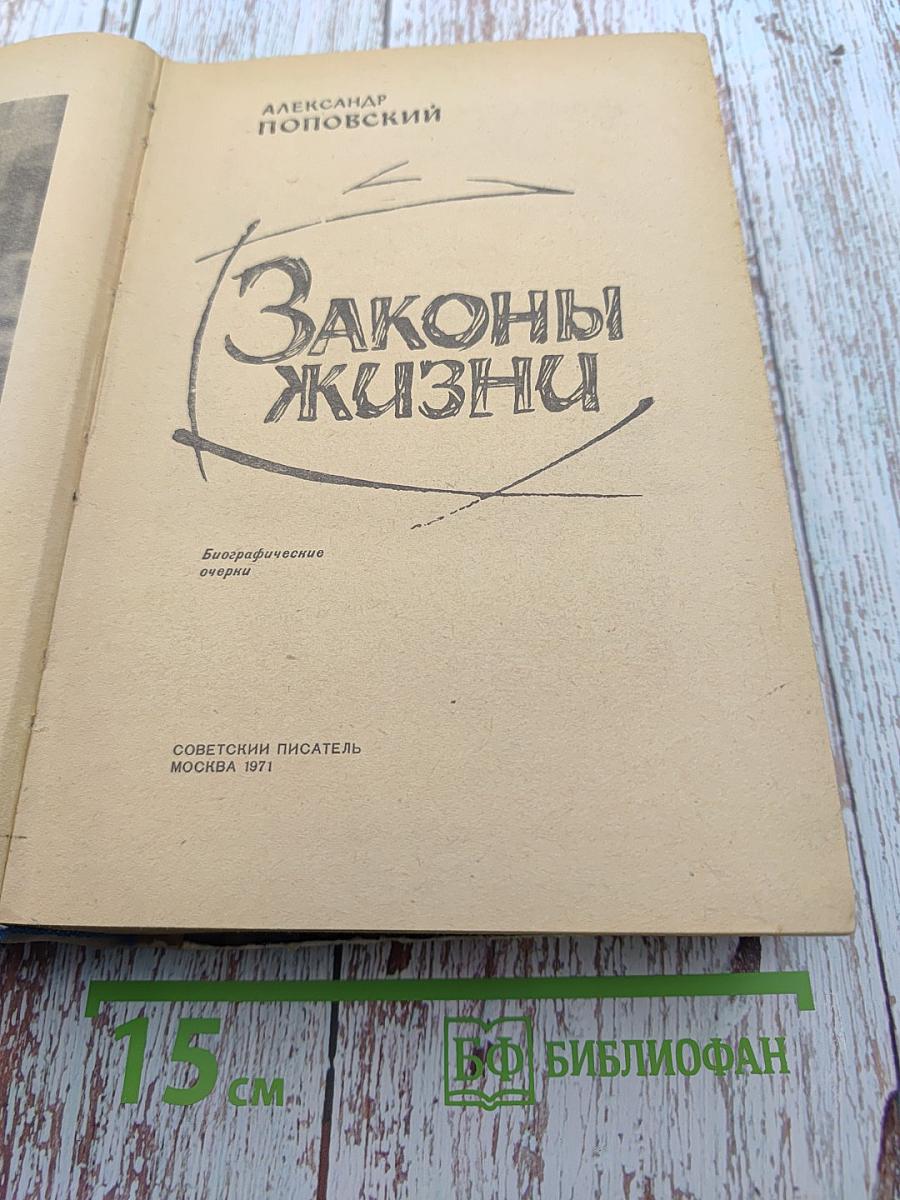 АЛЕКСАНДР
ПОПОВСКИЙ
ЗАКОНЫ
ЖИЗНИ
Биографические
очерки
СОВЕТСКИЙ ПИСАТЕЛЬ
МОСКВА 1971
15 см
БФ БИБЛИОФАН